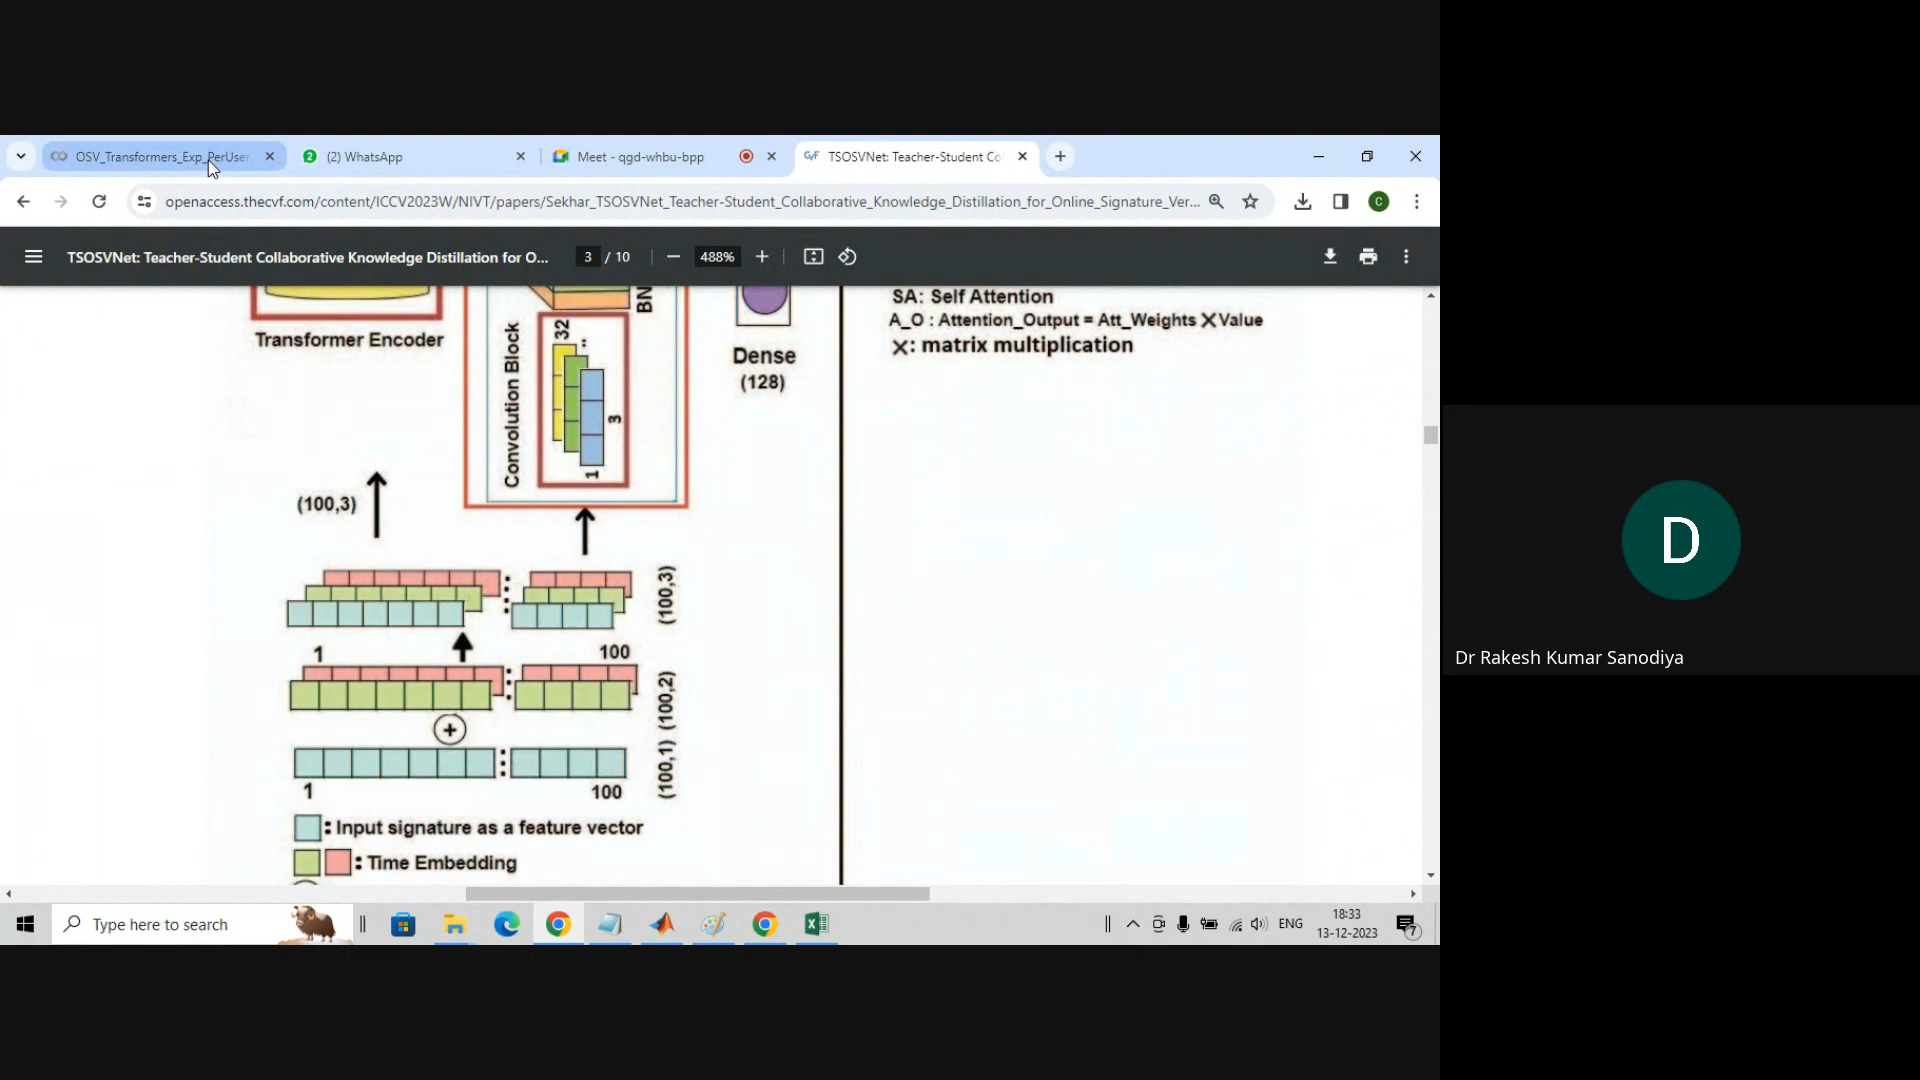 OSV_Transformers_Exp_PerUser
(2) WhatsApp
Meet - qgd-whbu-bpp
TSOSVNet: Teacher-Student Co
openaccess.thecvf.com/content/ICCV2023W/NIVT/papers/Sekhar_TSOSVNet_Teacher-Student_Collaborative_Knowledge_Distillation_for_Online_Signature_Ver...
C
TSOSVNet: Teacher-Student Collaborative Knowledge Distillation for O...
3 / 10
488%
Transformer Encoder
Convolution Block
32
..
3
1
BN
Dense
(128)
SA: Self Attention
A_O : Attention_Output = Att_Weights ✕ Value
✕: matrix multiplication
(100,3)
(100,3)
1
100
(100,2)
+
(100,1)
1
100
: Input signature as a feature vector
: Time Embedding
D
Dr Rakesh Kumar Sanodiya
Type here to search
ENG
18:33
13-12-2023
7